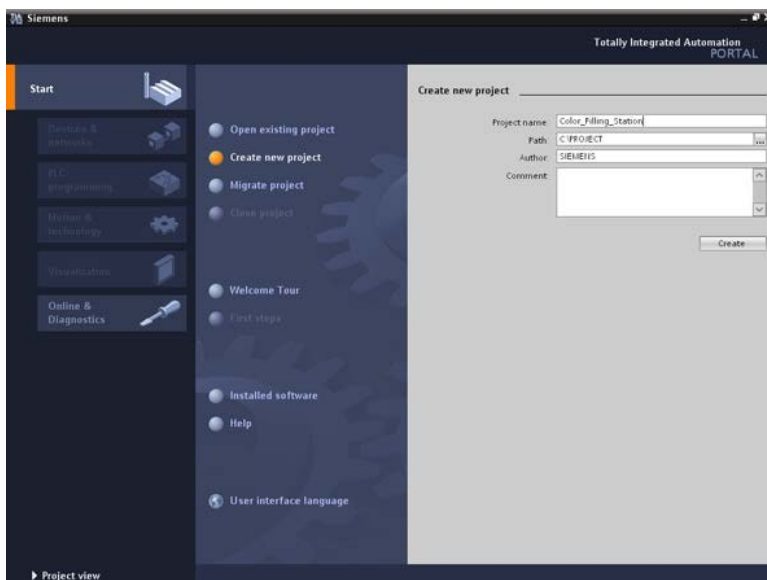 Siemens
Totally Integrated Automation
PORTAL
Start
Devices &
networks
PLC
programming
Motion &
technology
Visualization
Online &
Diagnostics
Open existing project
Create new project
Migrate project
Close project
Welcome Tour
First steps
Installed software
Help
User interface language
Create new project
Project name: Color_Filling_Station
Path: C:\PROJECT
...
Author: SIEMENS
Comment:
Create
Project view